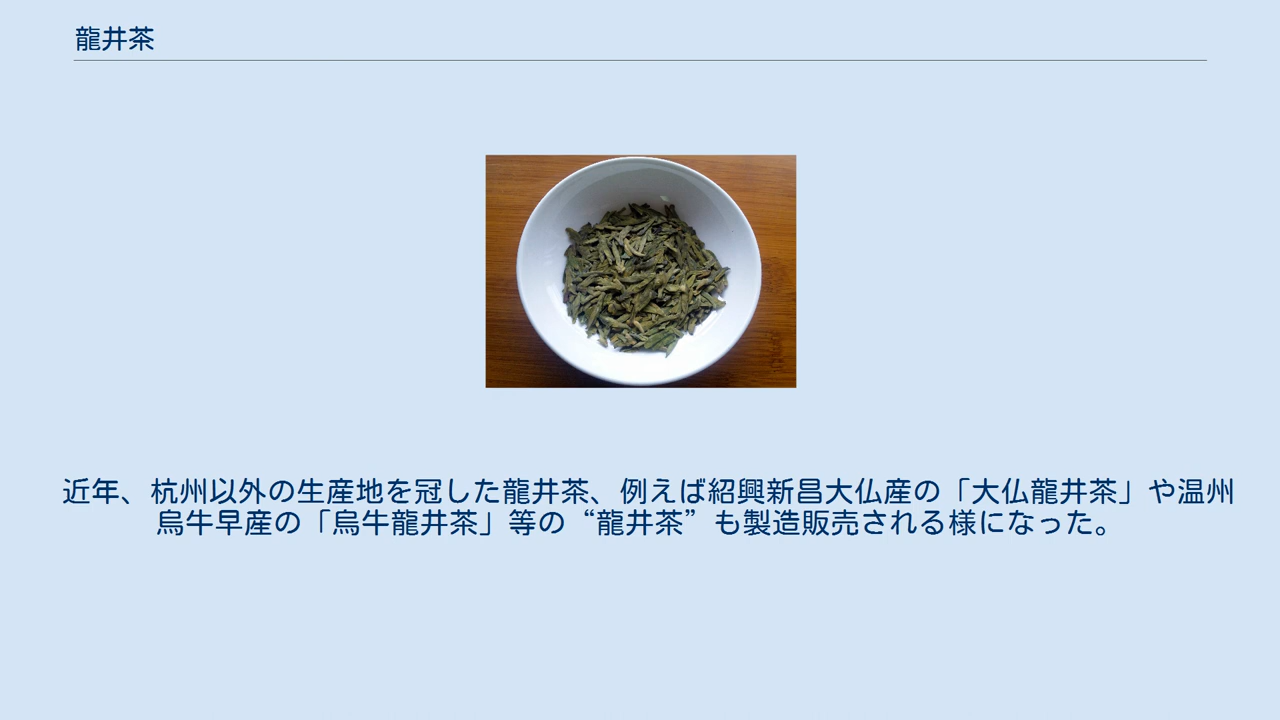 龍井茶
近年、杭州以外の生産地を冠した龍井茶、例えば紹興新昌大仏産の「大仏龍井茶」や温州
烏牛早産の「烏牛龍井茶」等の“龍井茶”も製造販売される様になった。